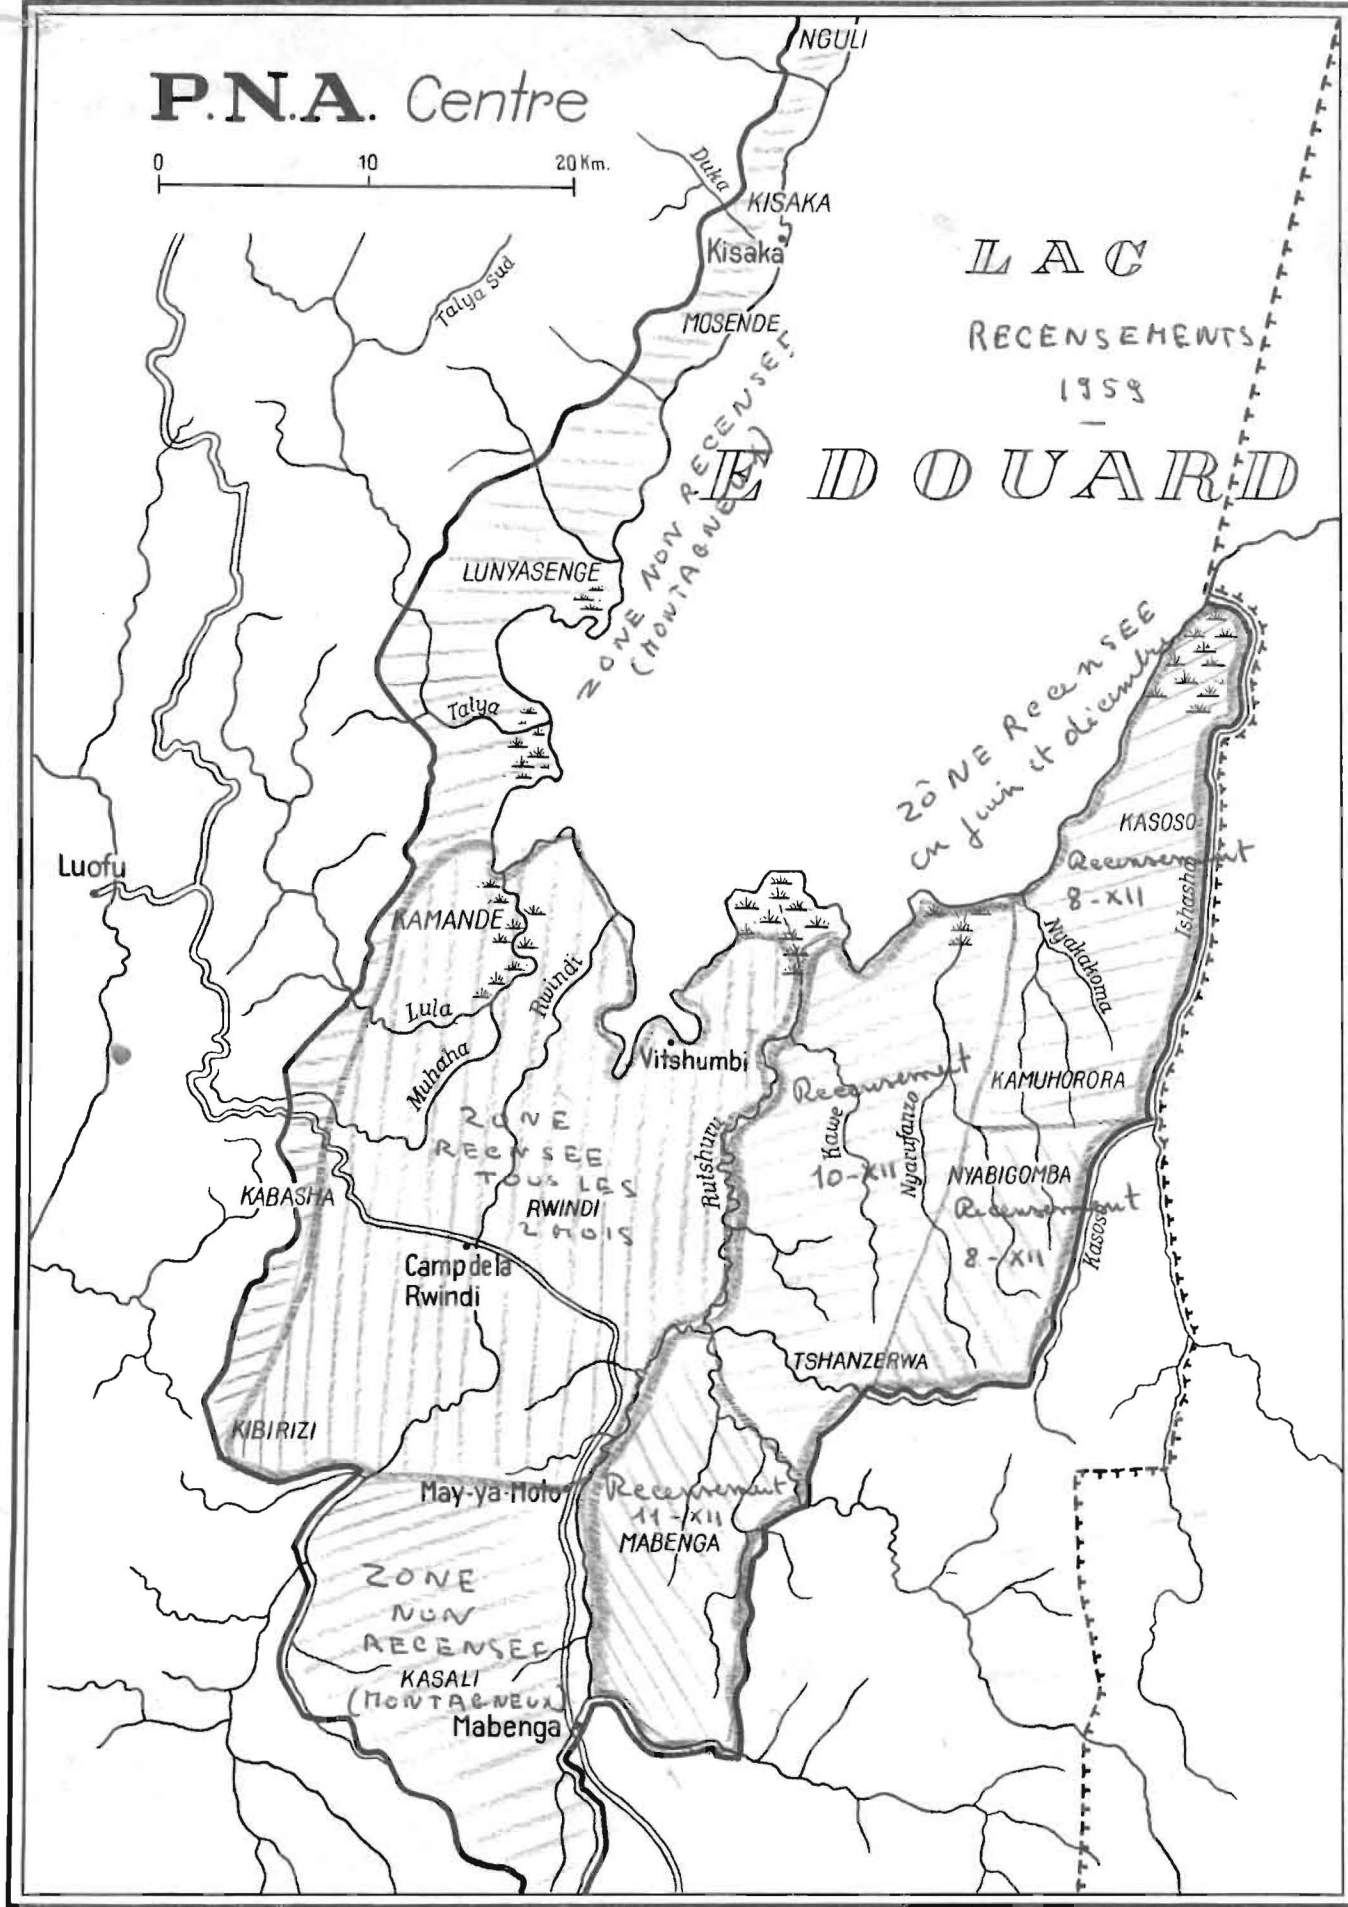 P.N.A. Centre
0 10 20 Km.
NGULI
Duka
KISAKA
Kisaka
Talya Sud
MOSENDE
LAC
RECENSEMENTS
1959
EDOUARD
ZONE NON RECENSEE
(MONTAGNEUX)
LUNYASENGE
Talya
ZÔNE RecenSEE
en Juin et décembre
KASOSO
Recensement
8-XII
Ishasha
Luofu
KAMANDE
Nyakakoma
Rwindi
Lula
Muhaha
Vitshumbi
Recensement
10-XII
KAMUHORORA
Kawe
Nyarufanzo
Rutshuru
ZONE
RECNSEE
TOUS LES
RWINDI
2 MOIS
KABASHA
NYABIGOMBA
Recensement
8-XII
Kasoso
Camp de la
Rwindi
TSHANZERWA
KIBIRIZI
May-ya-Moto
Recensement
11-XII
MABENGA
ZONE
NON
RECENSEE
KASALI
(MONTAGNEUX)
Mabenga